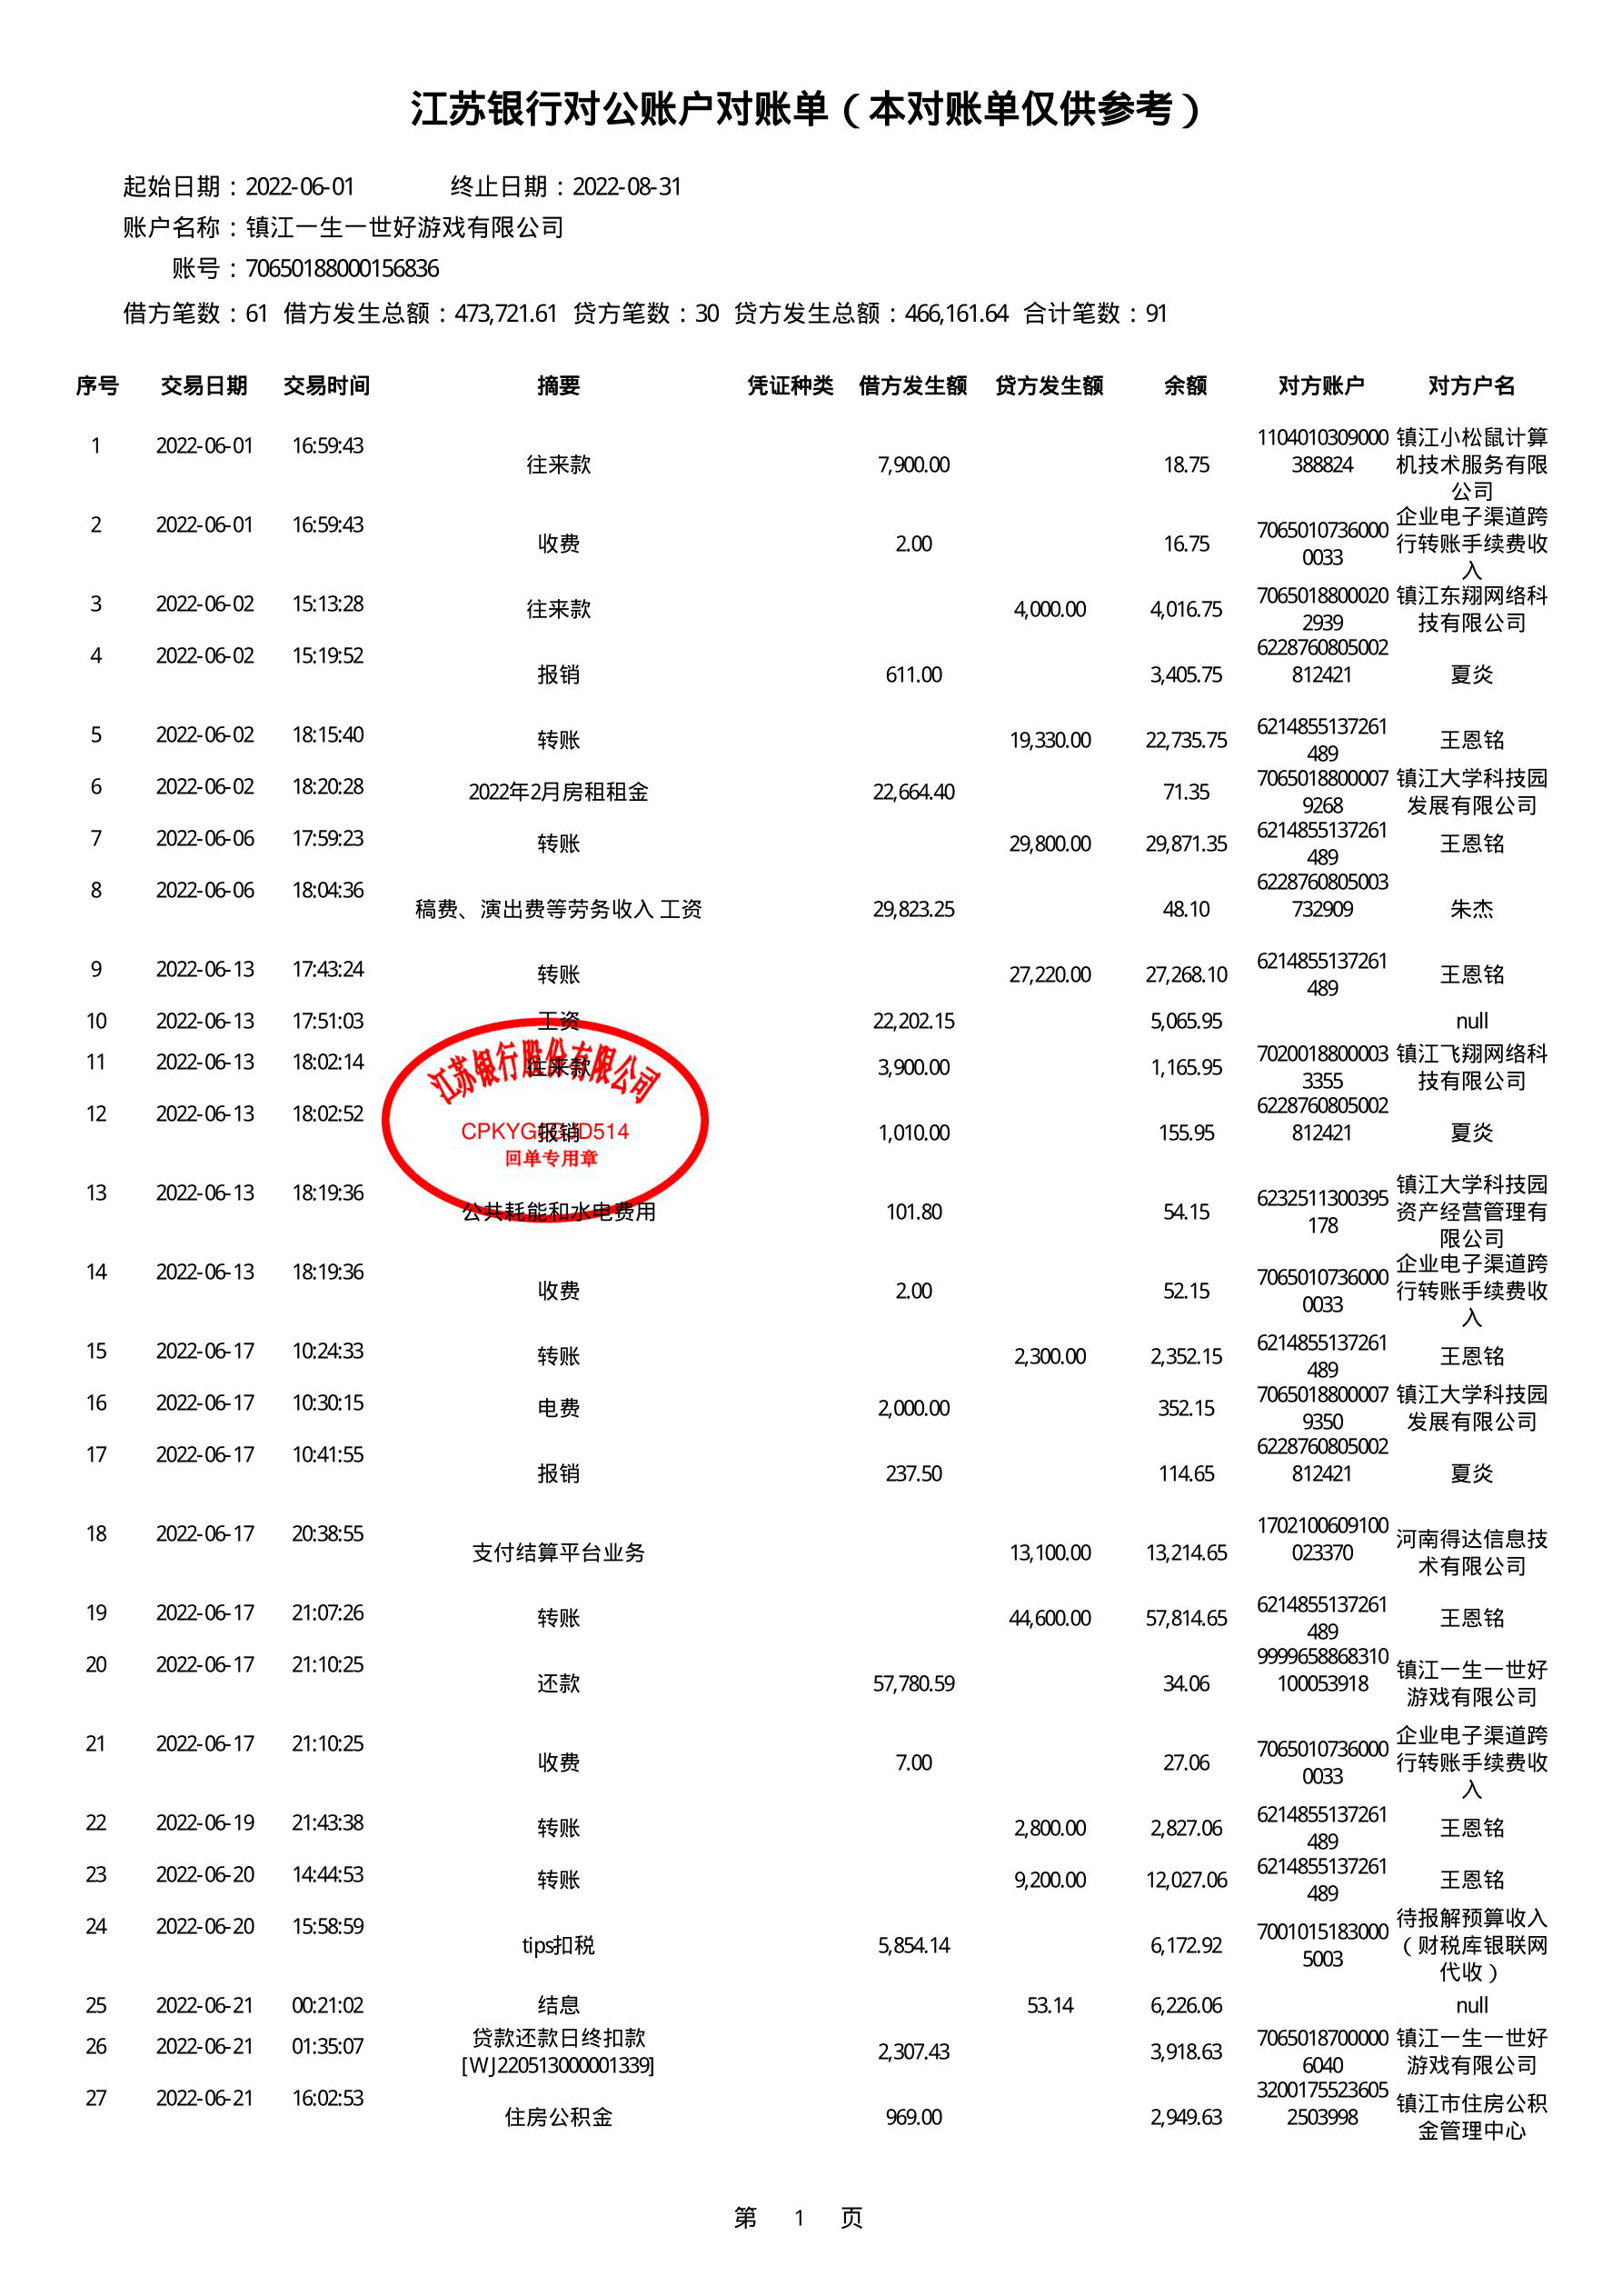 江苏银行对公账户对账单（本对账单仅供参考）
起始日期：2022-06-01 终止日期：2022-08-31
账户名称：镇江一生一世好游戏有限公司
账号：70650188000156836
借方笔数：61 借方发生总额：473,721.61 贷方笔数：30 贷方发生总额：466,161.64 合计笔数：91
序号 交易日期 交易时间 摘要 凭证种类 借方发生额 贷方发生额 余额 对方账户 对方户名
1 2022-06-01 16:59:43 往来款 7,900.00 18.75 1104010309000388824 镇江小松鼠计算机技术服务有限公司
2 2022-06-01 16:59:43 收费 2.00 16.75 70650107360000033 企业电子渠道跨行转账手续费收入
3 2022-06-02 15:13:28 往来款 4,000.00 4,016.75 70650188000202939 镇江东翔网络科技有限公司
4 2022-06-02 15:19:52 报销 611.00 3,405.75 6228760805002812421 夏炎
5 2022-06-02 18:15:40 转账 19,330.00 22,735.75 6214855137261489 王恩铭
6 2022-06-02 18:20:28 2022年2月房租租金 22,664.40 71.35 70650188000079268 镇江大学科技园发展有限公司
7 2022-06-06 17:59:23 转账 29,800.00 29,871.35 6214855137261489 王恩铭
8 2022-06-06 18:04:36 稿费、演出费等劳务收入 工资 29,823.25 48.10 6228760805003732909 朱杰
9 2022-06-13 17:43:24 转账 27,220.00 27,268.10 6214855137261489 王恩铭
10 2022-06-13 17:51:03 工资 22,202.15 5,065.95 null
11 2022-06-13 18:02:14 往来款 3,900.00 1,165.95 70200188000033355 镇江飞翔网络科技有限公司
12 2022-06-13 18:02:52 报销 1,010.00 155.95 6228760805002812421 夏炎
江苏银行股份有限公司
回单专用章
13 2022-06-13 18:19:36 公共耗能和水电费用 101.80 54.15 6232511300395178 镇江大学科技园资产经营管理有限公司
14 2022-06-13 18:19:36 收费 2.00 52.15 70650107360000033 企业电子渠道跨行转账手续费收入
15 2022-06-17 10:24:33 转账 2,300.00 2,352.15 6214855137261489 王恩铭
16 2022-06-17 10:30:15 电费 2,000.00 352.15 70650188000079350 镇江大学科技园发展有限公司
17 2022-06-17 10:41:55 报销 237.50 114.65 6228760805002812421 夏炎
18 2022-06-17 20:38:55 支付结算平台业务 13,100.00 13,214.65 1702100609100023370 河南得达信息技术有限公司
19 2022-06-17 21:07:26 转账 44,600.00 57,814.65 6214855137261489 王恩铭
20 2022-06-17 21:10:25 还款 57,780.59 34.06 9999658868310100053918 镇江一生一世好游戏有限公司
21 2022-06-17 21:10:25 收费 7.00 27.06 70650107360000033 企业电子渠道跨行转账手续费收入
22 2022-06-19 21:43:38 转账 2,800.00 2,827.06 6214855137261489 王恩铭
23 2022-06-20 14:44:53 转账 9,200.00 12,027.06 6214855137261489 王恩铭
24 2022-06-20 15:58:59 tips扣税 5,854.14 6,172.92 70010151830005003 待报解预算收入（财税库银联网代收）
25 2022-06-21 00:21:02 结息 53.14 6,226.06 null
26 2022-06-21 01:35:07 贷款还款日终扣款[WJ220513000001339] 2,307.43 3,918.63 70650187000006040 镇江一生一世好游戏有限公司
27 2022-06-21 16:02:53 住房公积金 969.00 2,949.63 32001755236052503998 镇江市住房公积金管理中心
第 1 页